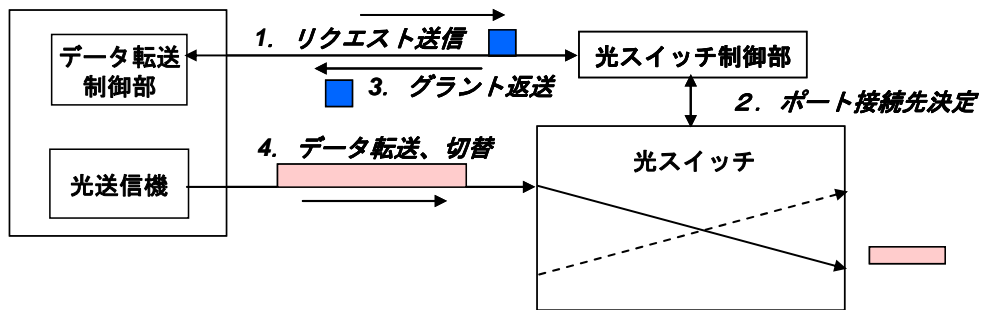 1. リクエスト送信
データ転送
制御部
光スイッチ制御部
3. グラント返送
2. ポート接続先決定
4. データ転送、切替
光送信機
光スイッチ